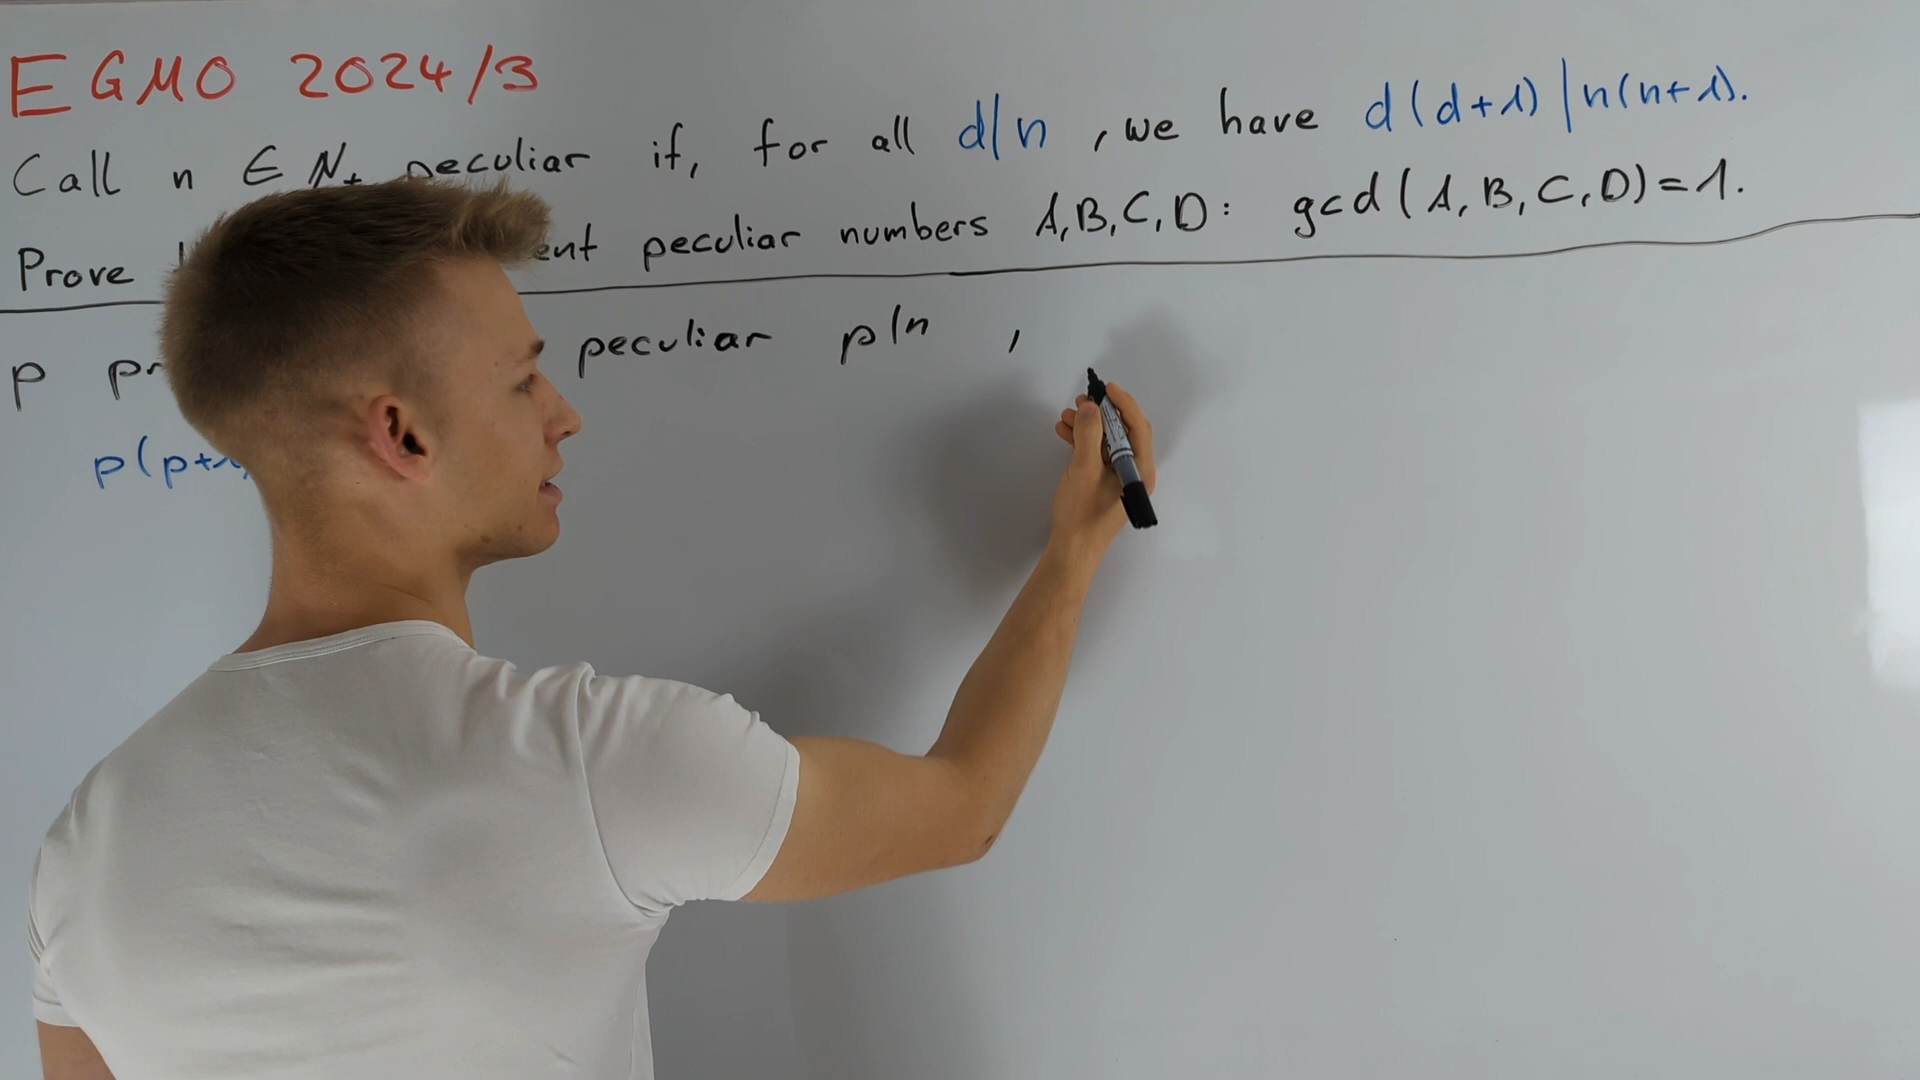 EGMO 2024/3
Call n ∈ N₊ peculiar if, for all d|n, we have d(d+1)|n(n+1).
Prove ent peculiar numbers A,B,C,D: gcd(A,B,C,D)=1.
p pr peculiar p|n ,
p(p+1